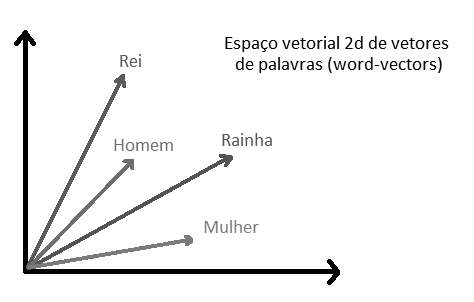 Espaço vetorial 2d de vetores
de palavras (word-vectors)
Rei
Homem
Rainha
Mulher